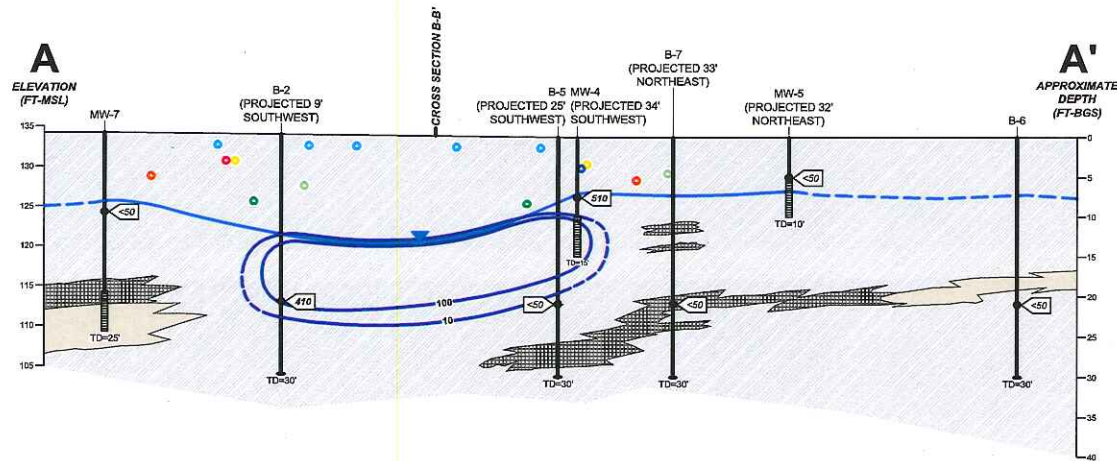 A
ELEVATION
(FT-MSL)
MW-7
B-2
(PROJECTED 9'
SOUTHWEST)
CROSS SECTION B-B'
B-5
(PROJECTED 25'
SOUTHWEST)
MW-4
(PROJECTED 34'
SOUTHWEST)
B-7
(PROJECTED 33'
NORTHEAST)
MW-5
(PROJECTED 32'
NORTHEAST)
B-6
A'
APPROXIMATE
DEPTH
(FT-BGS)
135
130
125
120
115
110
105
<50
410
100
10
<50
510
<50
<50
<50
TD=25'
TD=30'
TD=30'
TD=15'
TD=30'
TD=10'
TD=30'
0
5
10
15
20
25
30
35
40